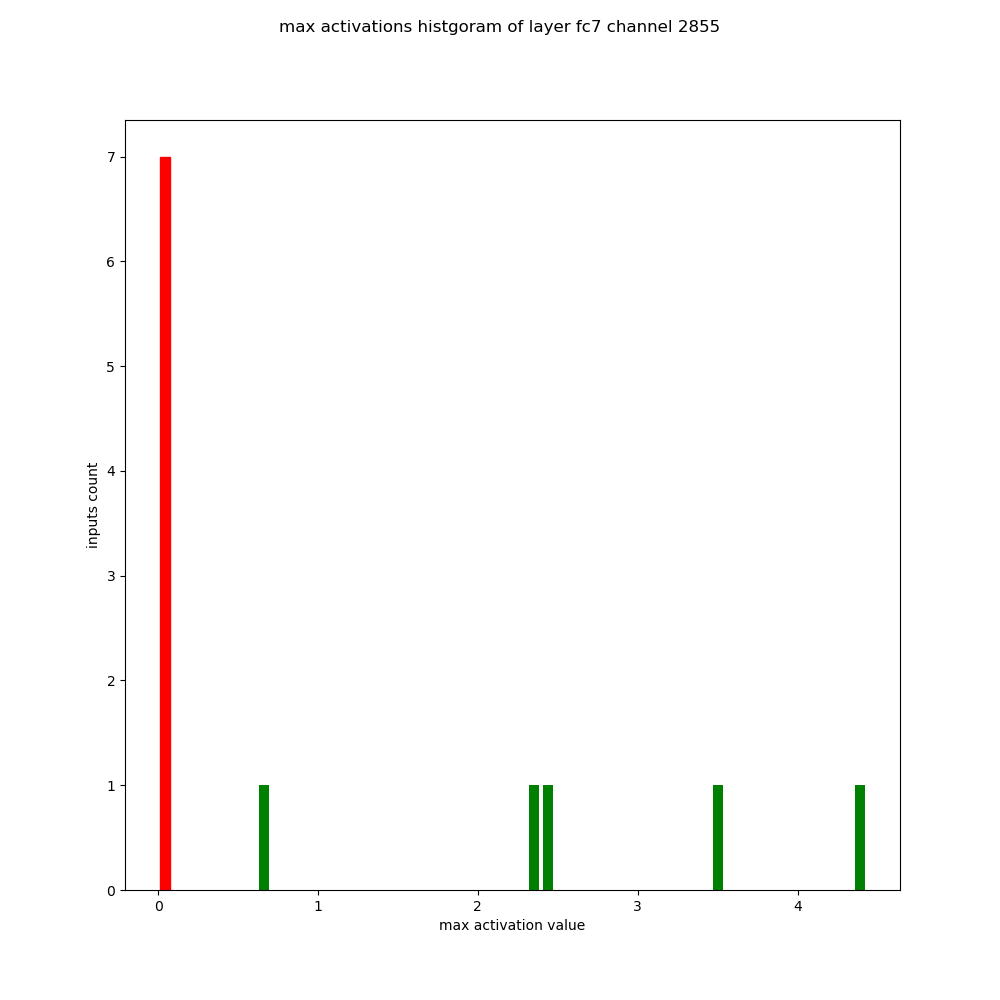 max activations histgoram of layer fc7 channel 2855
7
6
5
4
3
2
1
0
inputs count
0 1 2 3 4
max activation value